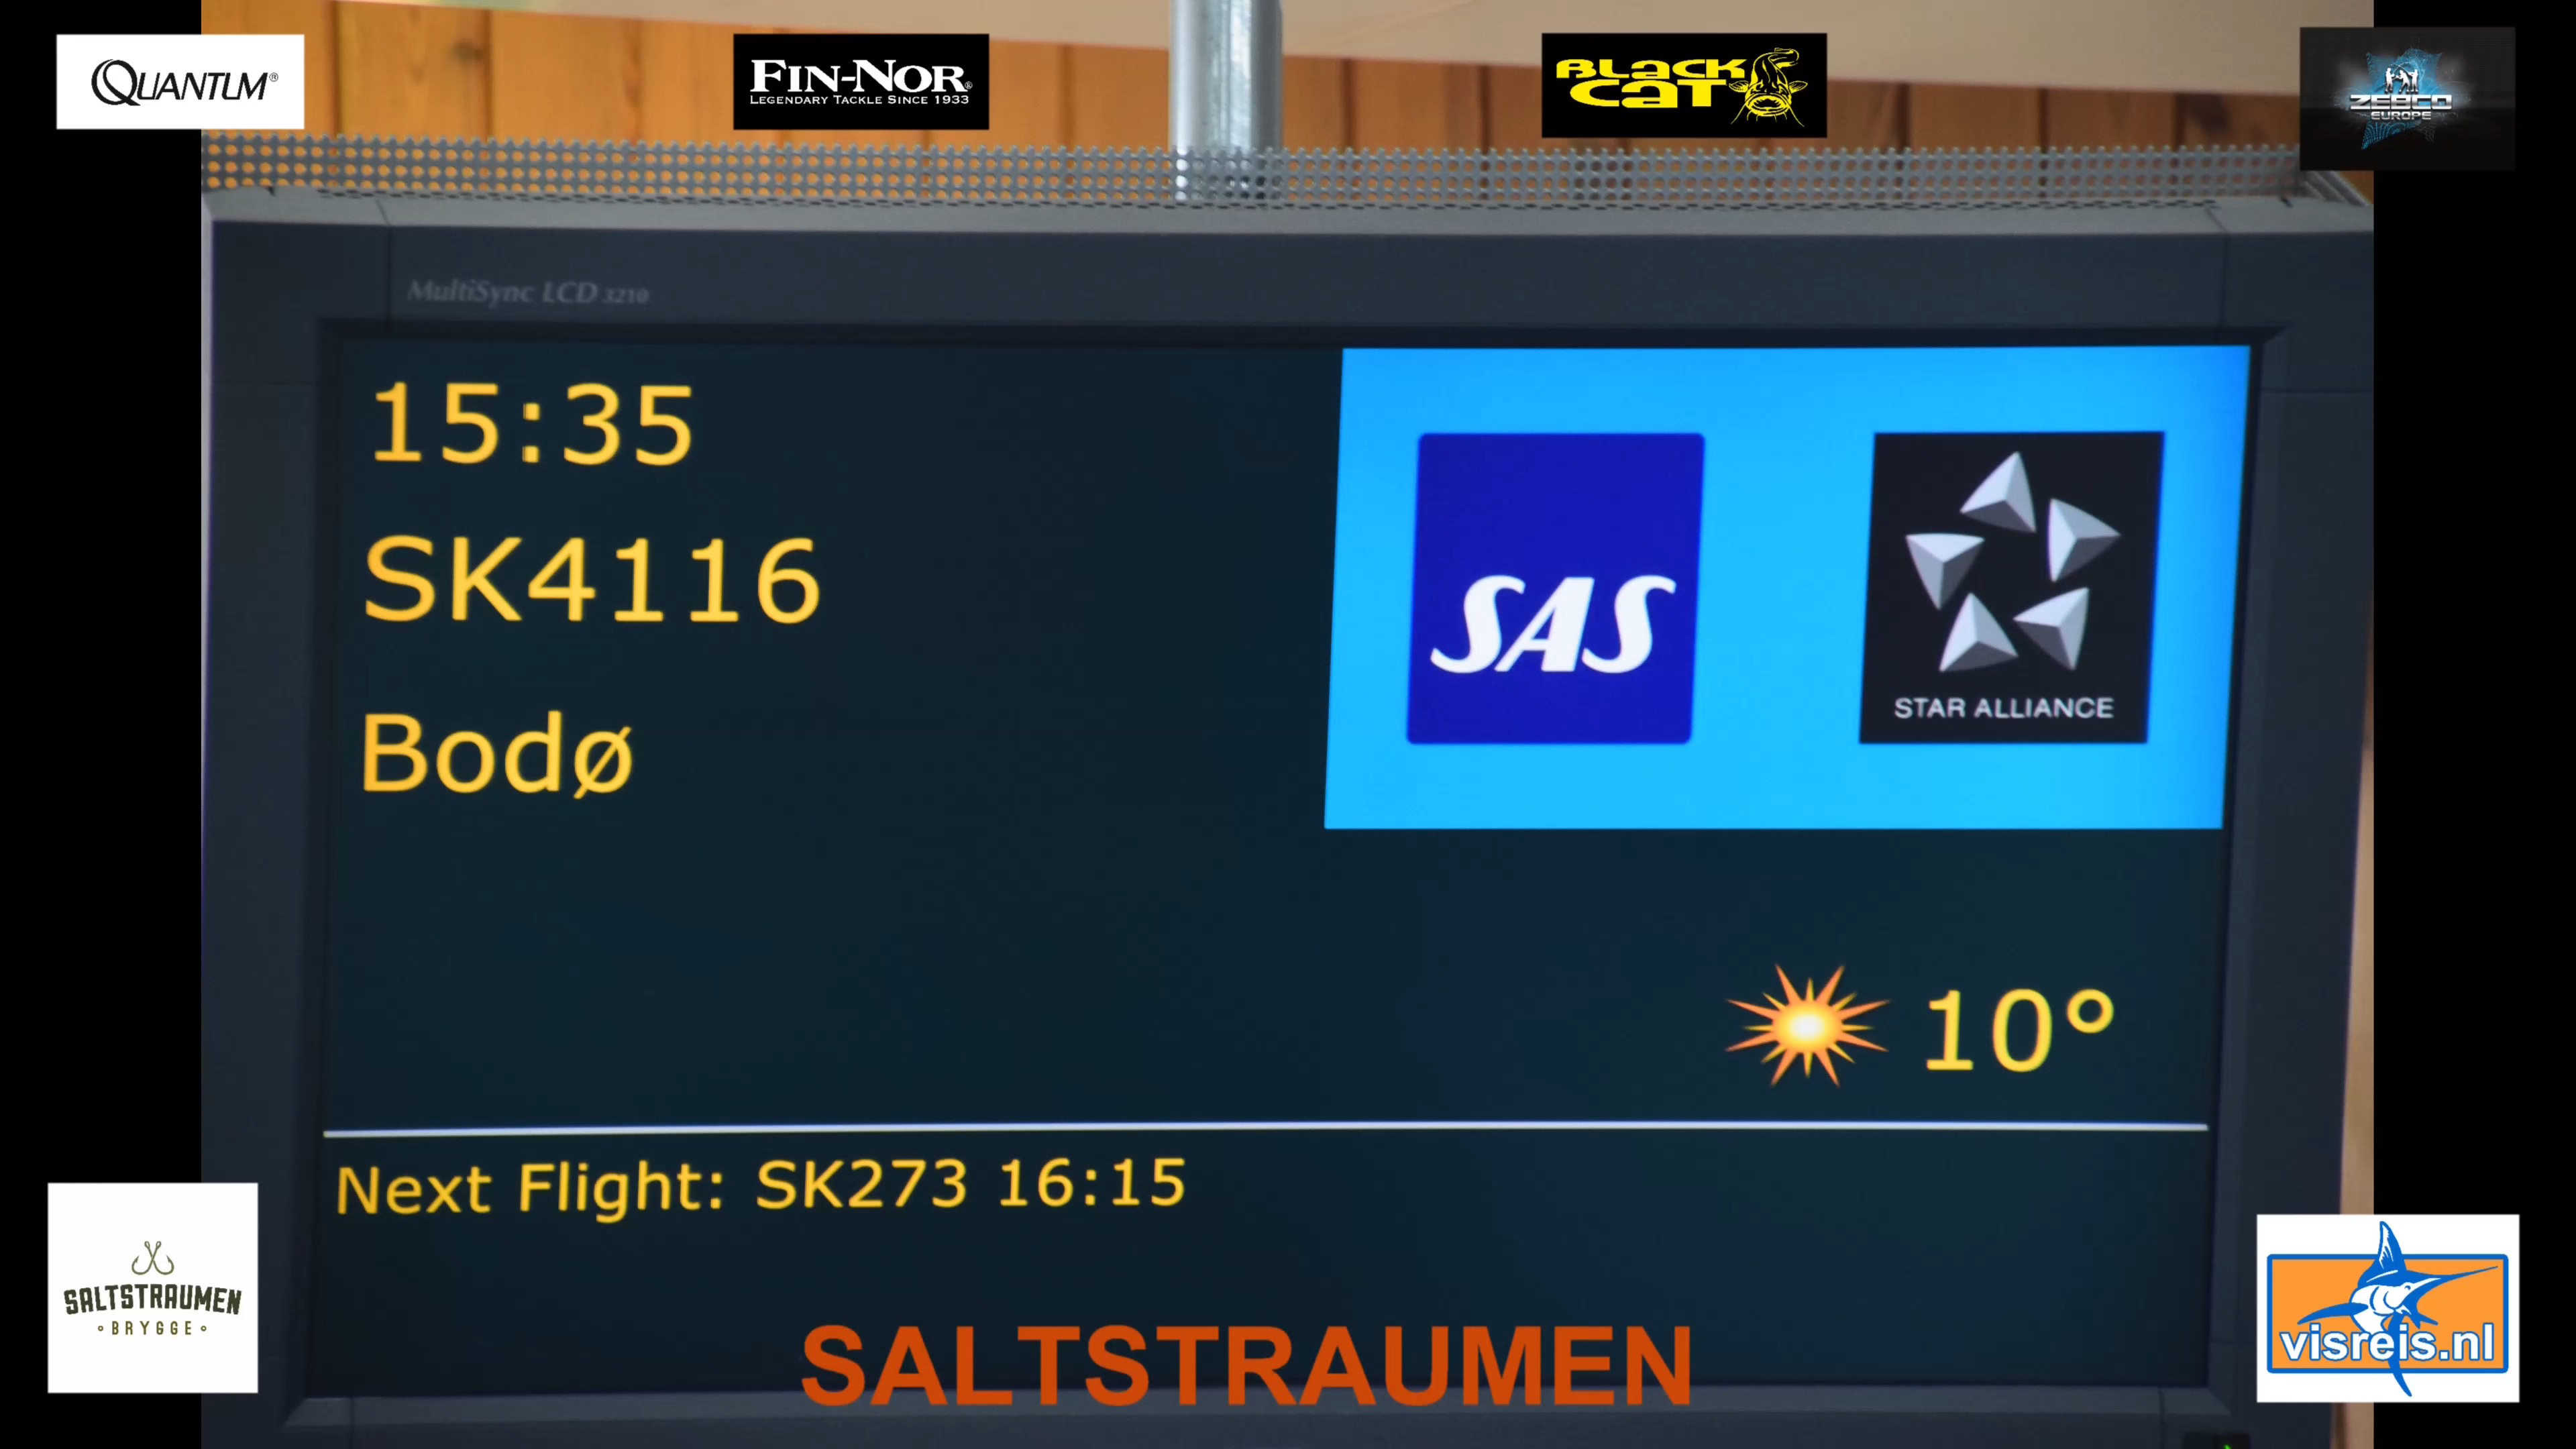 QUANTUM®
FIN-NOR®
LEGENDARY TACKLE SINCE 1933
BLACK
CAT
ZEBCO
EUROPE
MultiSync LCD 3210
15:35
SK4116
Bodø
SAS
STAR ALLIANCE
10°
Next Flight: SK273 16:15
SALTSTRAUMEN
BRYGGE
SALTSTRAUMEN
visreis.nl